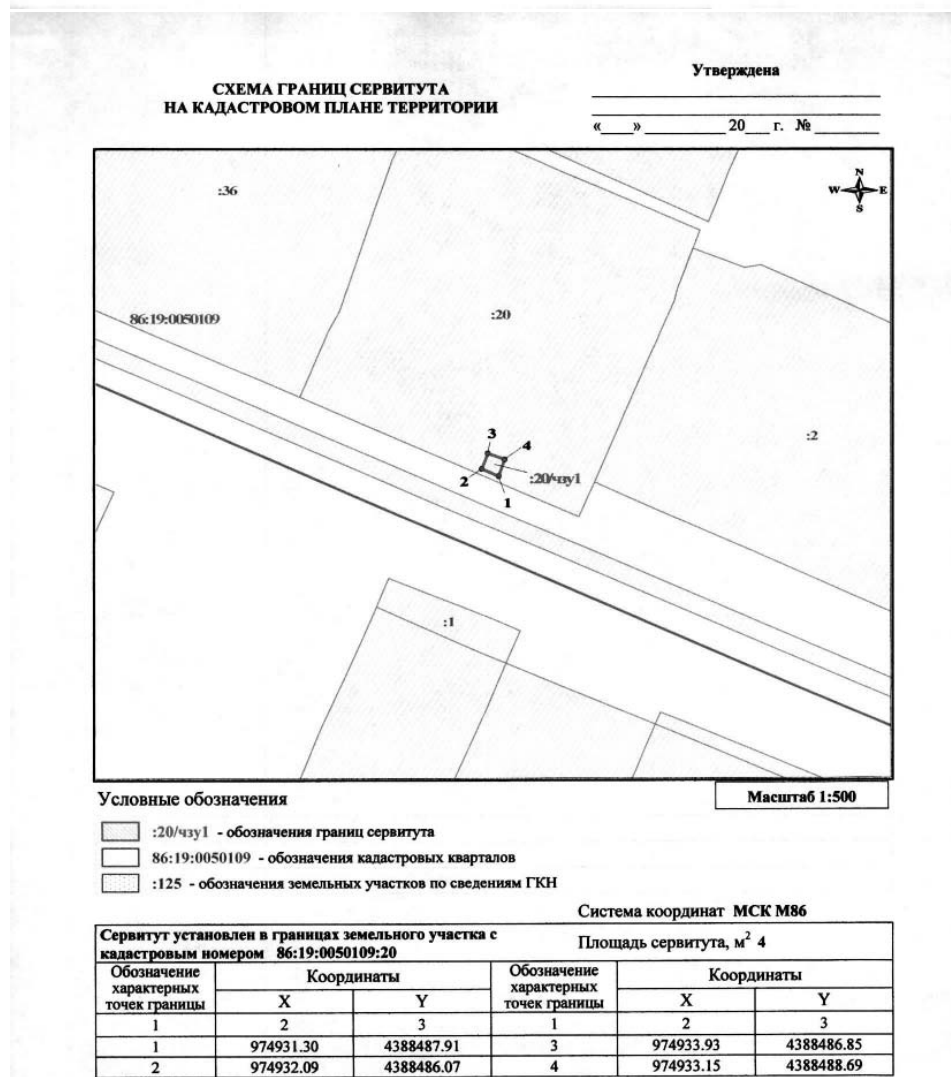 Утверждена
СХЕМА ГРАНИЦ СЕРВИТУТА
НА КАДАСТРОВОМ ПЛАНЕ ТЕРРИТОРИИ
«____» __________ 20___ г. № ________
:36
N
W E
S
86:19:0050109
:20
:2
3
4
:20/чзу1
2
1
:1
Условные обозначения
Масштаб 1:500
:20/чзу1 - обозначения границ сервитута
86:19:0050109 - обозначения кадастровых кварталов
:125 - обозначения земельных участков по сведениям ГКН
Система координат МСК М86
Сервитут установлен в границах земельного участка с
кадастровым номером 86:19:0050109:20
Площадь сервитута, м² 4
Обозначение
характерных
точек границы
Координаты
Обозначение
характерных
точек границы
Координаты
X Y X Y
1 2 3 1 2 3
1 974931.30 4388487.91 3 974933.93 4388486.85
2 974932.09 4388486.07 4 974933.15 4388488.69